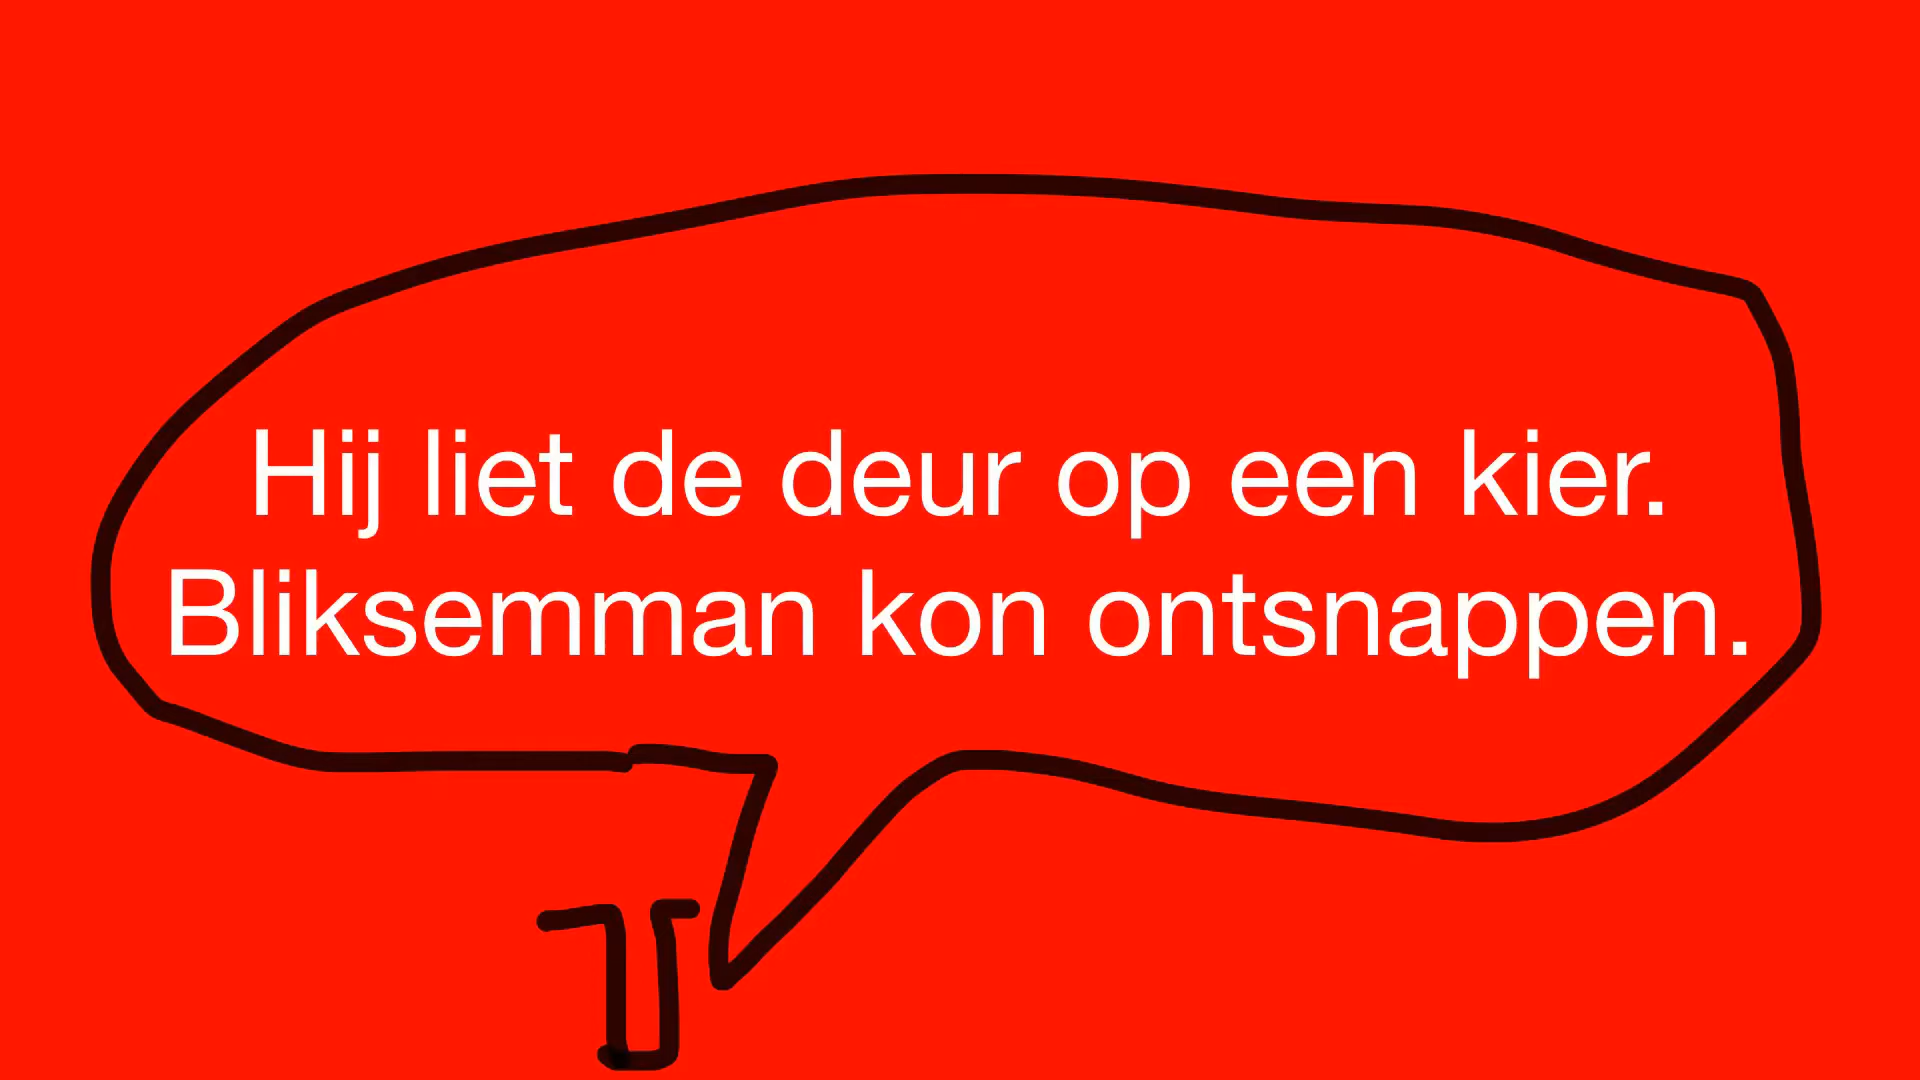 Hij liet de deur op een kier.
Bliksemman kon ontsnappen.